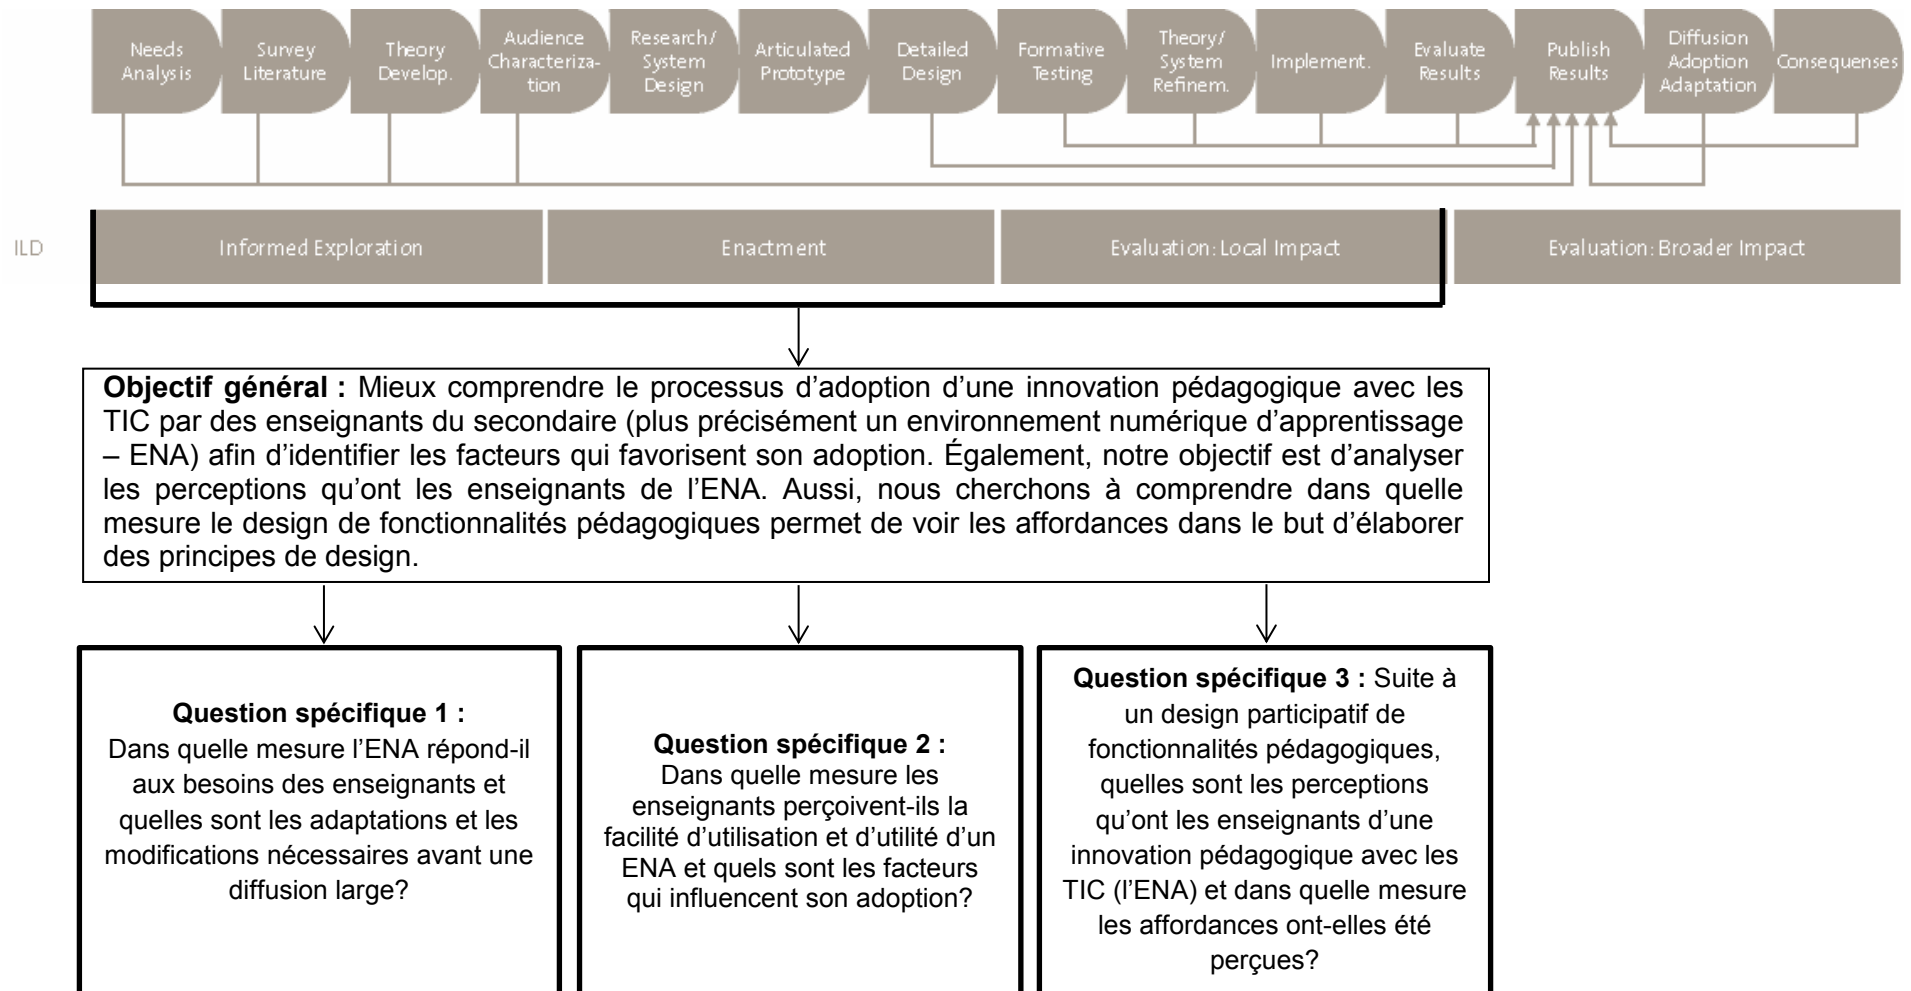 Needs
Analysis
Survey
Literature
Theory
Develop.
Audience
Characteriza-
tion
Research/
System
Design
Articulated
Prototype
Detailed
Design
Formative
Testing
Theory/
System
Refinem.
Implement.
Evaluate
Results
Publish
Results
Diffusion
Adoption
Adaptation
Consequenses
ILD
Informed Exploration
Enactment
Evaluation: Local Impact
Evaluation: Broader Impact
Objectif général : Mieux comprendre le processus d’adoption d’une innovation pédagogique avec les
TIC par des enseignants du secondaire (plus précisément un environnement numérique d’apprentissage
– ENA) afin d’identifier les facteurs qui favorisent son adoption. Également, notre objectif est d’analyser
les perceptions qu’ont les enseignants de l’ENA. Aussi, nous cherchons à comprendre dans quelle
mesure le design de fonctionnalités pédagogiques permet de voir les affordances dans le but d’élaborer
des principes de design.
Question spécifique 1 :
Dans quelle mesure l’ENA répond-il
aux besoins des enseignants et
quelles sont les adaptations et les
modifications nécessaires avant une
diffusion large?
Question spécifique 2 :
Dans quelle mesure les
enseignants perçoivent-ils la
facilité d’utilisation et d’utilité d’un
ENA et quels sont les facteurs
qui influencent son adoption?
Question spécifique 3 : Suite à
un design participatif de
fonctionnalités pédagogiques,
quelles sont les perceptions
qu’ont les enseignants d’une
innovation pédagogique avec les
TIC (l’ENA) et dans quelle mesure
les affordances ont-elles été
perçues?